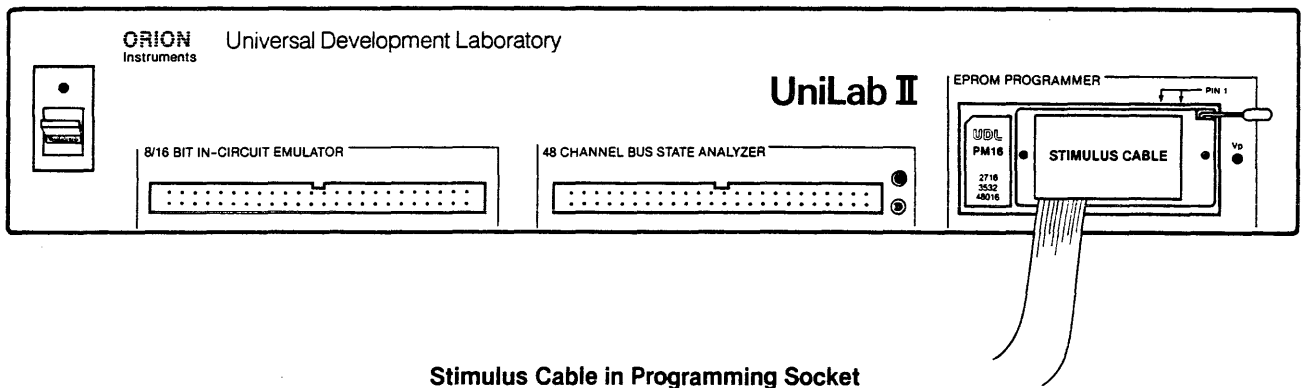 ORION
Instruments
Universal Development Laboratory
UniLab II
8/16 BIT IN-CIRCUIT EMULATOR
48 CHANNEL BUS STATE ANALYZER
EPROM PROGRAMMER
PIN 1
UDL
PM16
2716
3532
48016
STIMULUS CABLE
Vp
Stimulus Cable in Programming Socket